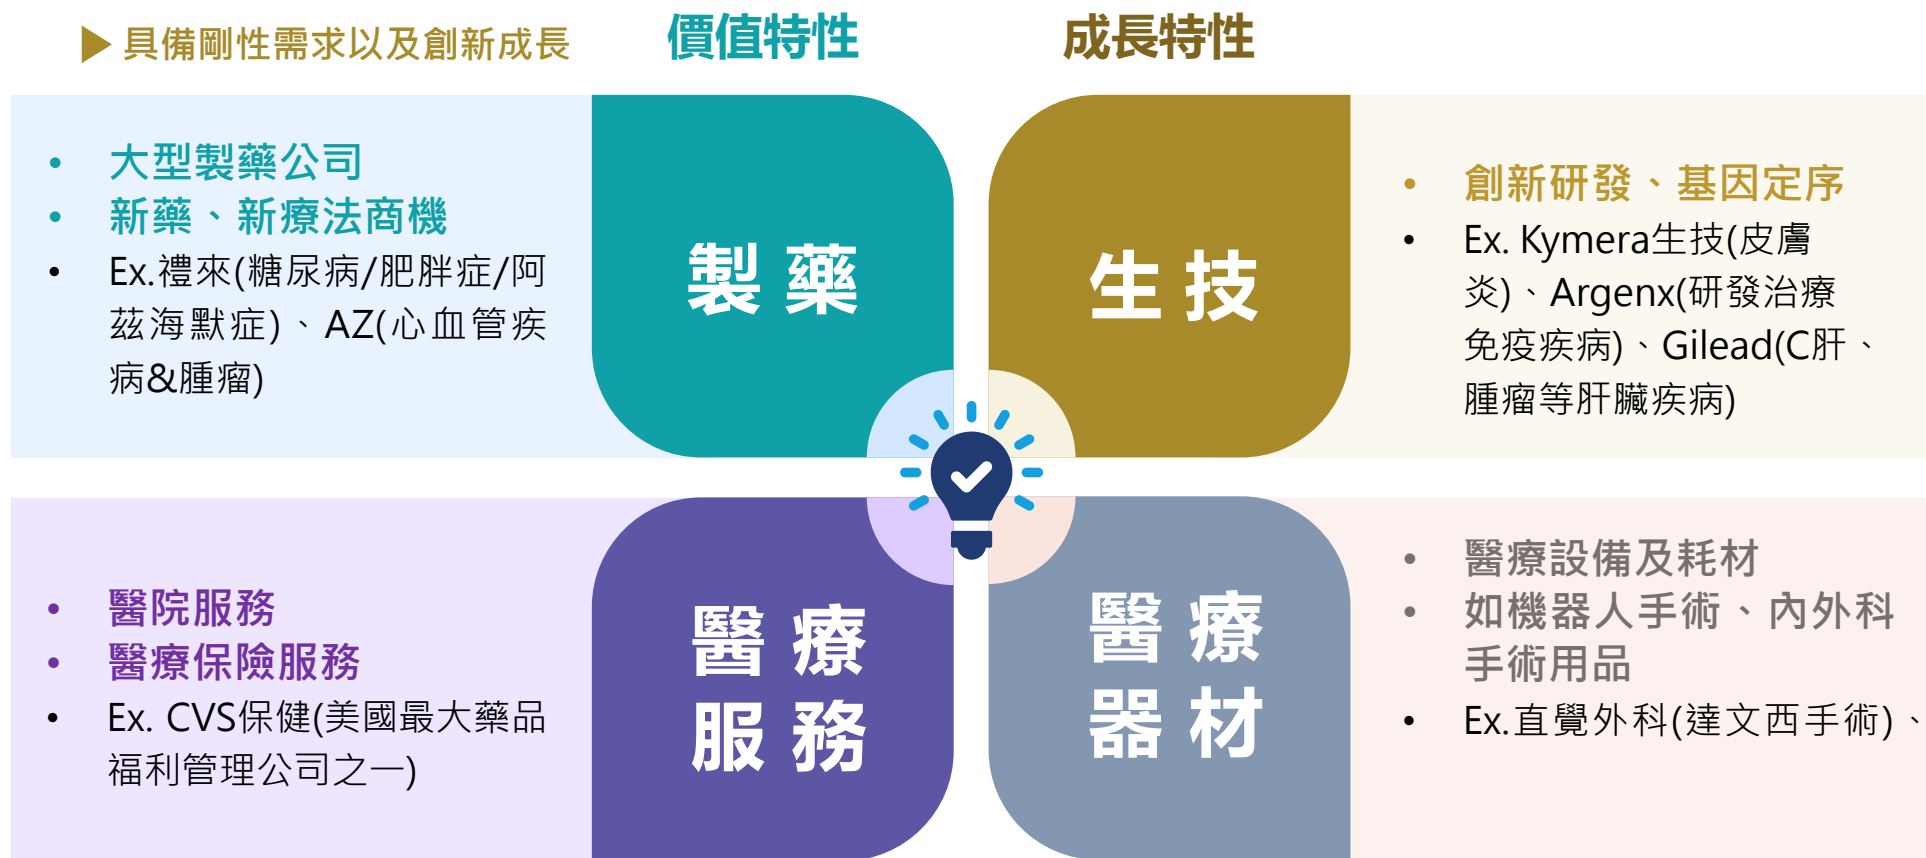 ▶ 具備剛性需求以及創新成長
價值特性
成長特性
• 大型製藥公司
• 新藥、新療法商機
• Ex.禮來(糖尿病/肥胖症/阿
茲海默症)、AZ(心血管疾
病&腫瘤)
製 藥
生 技
• 創新研發、基因定序
• Ex. Kymera生技(皮膚
炎)、Argenx(研發治療
免疫疾病)、Gilead(C肝、
腫瘤等肝臟疾病)
• 醫院服務
• 醫療保險服務
• Ex. CVS保健(美國最大藥品
福利管理公司之一)
醫 療
服 務
醫 療
器 材
• 醫療設備及耗材
• 如機器人手術、內外科
手術用品
• Ex.直覺外科(達文西手術)、